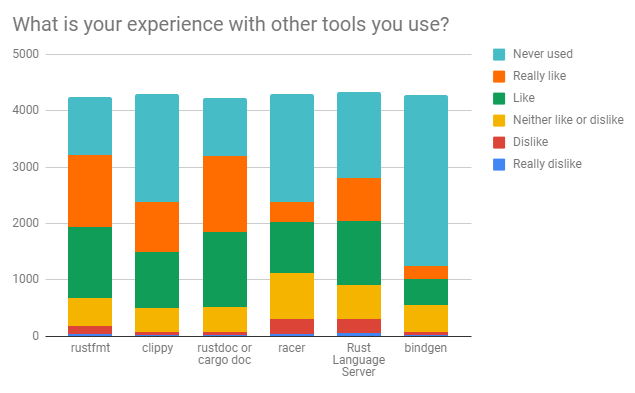 What is your experience with other tools you use?
5000
4000
3000
2000
1000
0
rustfmt
clippy
rustdoc or
cargo doc
racer
Rust
Language
Server
bindgen
Never used
Really like
Like
Neither like or dislike
Dislike
Really dislike